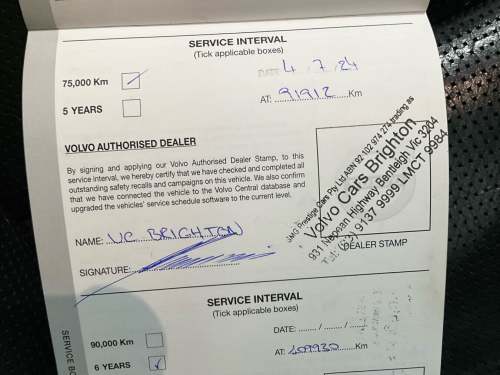 SERVICE INTERVAL
(Tick applicable boxes)
75,000 Km
DATE: 4 / 7 / 24
5 YEARS
AT: 91912 Km
VOLVO AUTHORISED DEALER
By signing and applying our Volvo Authorised Dealer Stamp, to this
service interval, we hereby certify that we have checked and completed all
outstanding safety recalls and campaigns on this vehicle. We also confirm
that we have connected the vehicle to the Volvo Central database and
upgraded the vehicles' service schedule software to the current level.
JMG Prestige Cars Pty Ltd ABN 92 102 974 274 trading as
Volvo Cars Brighton
931 Nepean Highway Bentleigh Vic 3204
Tel: (03) 9137 9999 LMCT 9984
NAME: V.C BRIGHTON
DEALER STAMP
SIGNATURE:
SERVICE INTERVAL
(Tick applicable boxes)
90,000 Km
DATE: ........ / ........ / ........
6 YEARS
AT: 109930 Km
SERVICE BO